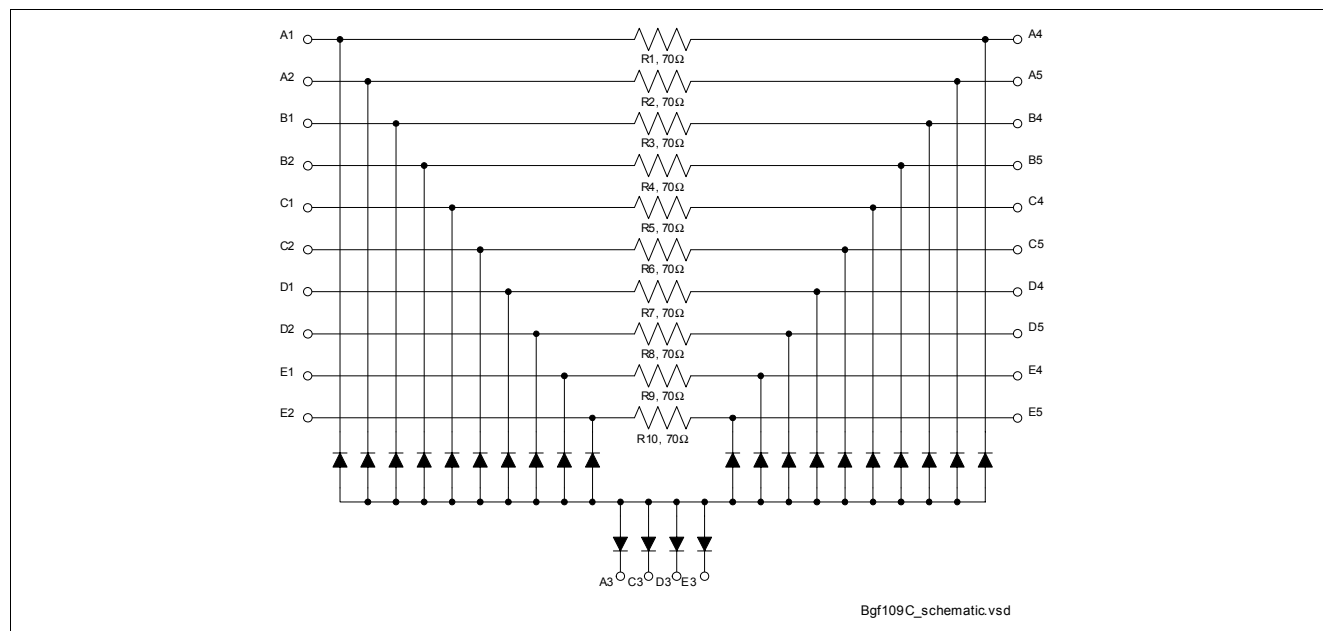 A1 A4
R1, 70Ω
A2 A5
R2, 70Ω
B1 B4
R3, 70Ω
B2 B5
R4, 70Ω
C1 C4
R5, 70Ω
C2 C5
R6, 70Ω
D1 D4
R7, 70Ω
D2 D5
R8, 70Ω
E1 E4
R9, 70Ω
E2 E5
R10, 70Ω
A3 C3 D3 E3
Bgf109C_schematic.vsd